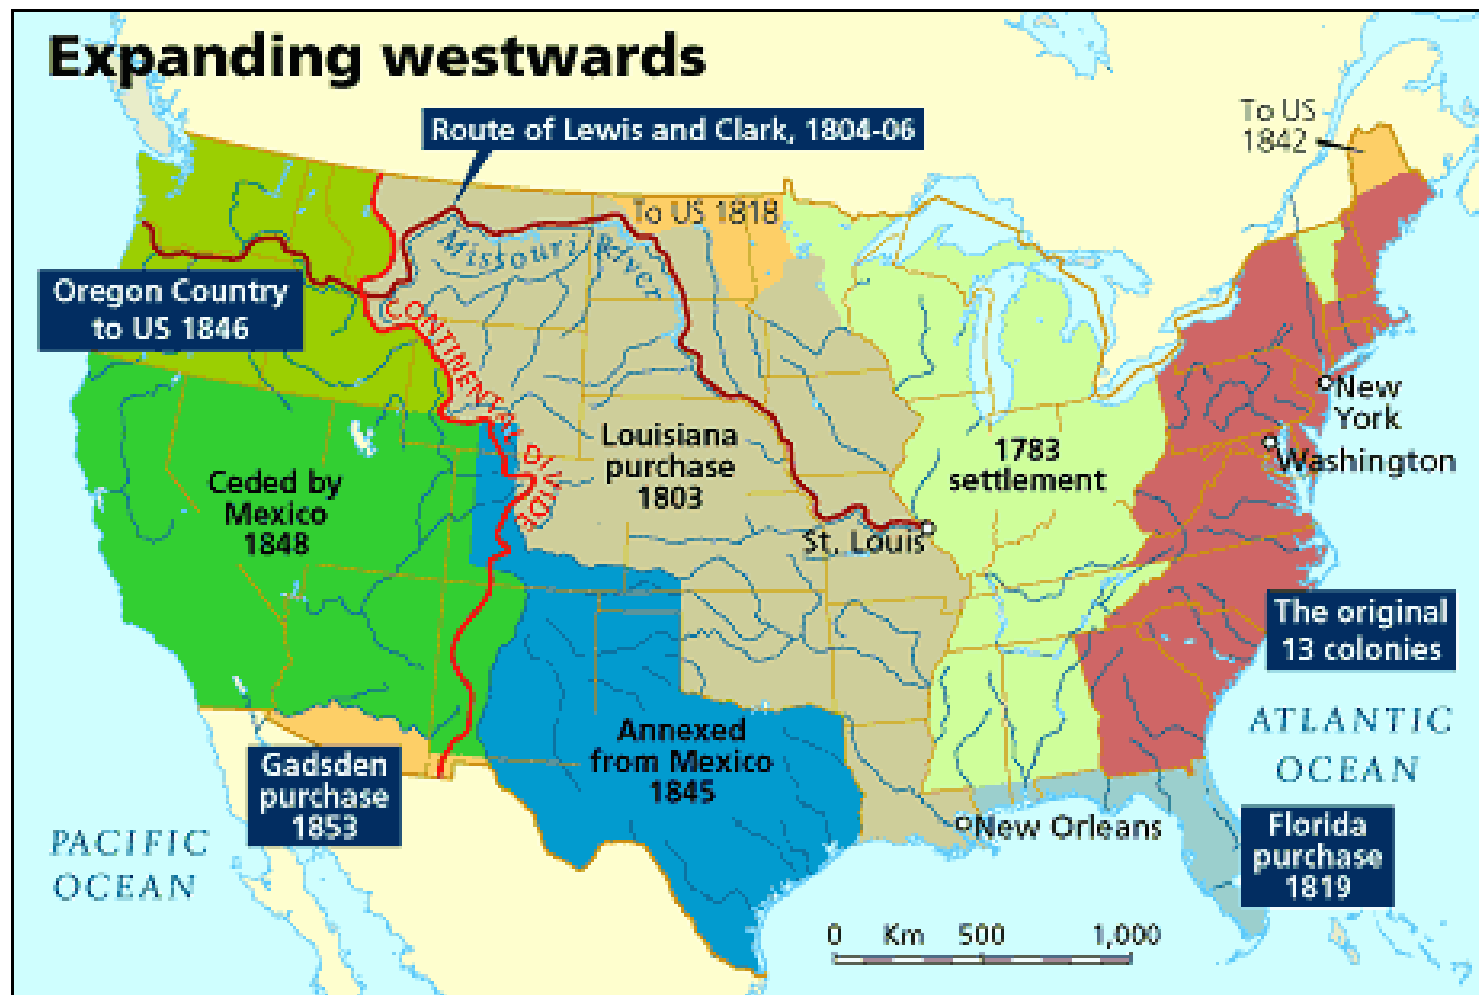 Expanding westwards
Route of Lewis and Clark, 1804-06
To US
1842
To US 1818
Missouri River
Oregon Country
to US 1846
CONTINENTAL DIVIDE
New
York
Washington
Louisiana
purchase
1803
1783
settlement
Ceded by
Mexico
1848
St. Louis
The original
13 colonies
Annexed
from Mexico
1845
ATLANTIC
OCEAN
Gadsden
purchase
1853
New Orleans
Florida
purchase
1819
PACIFIC
OCEAN
0 Km 500 1,000